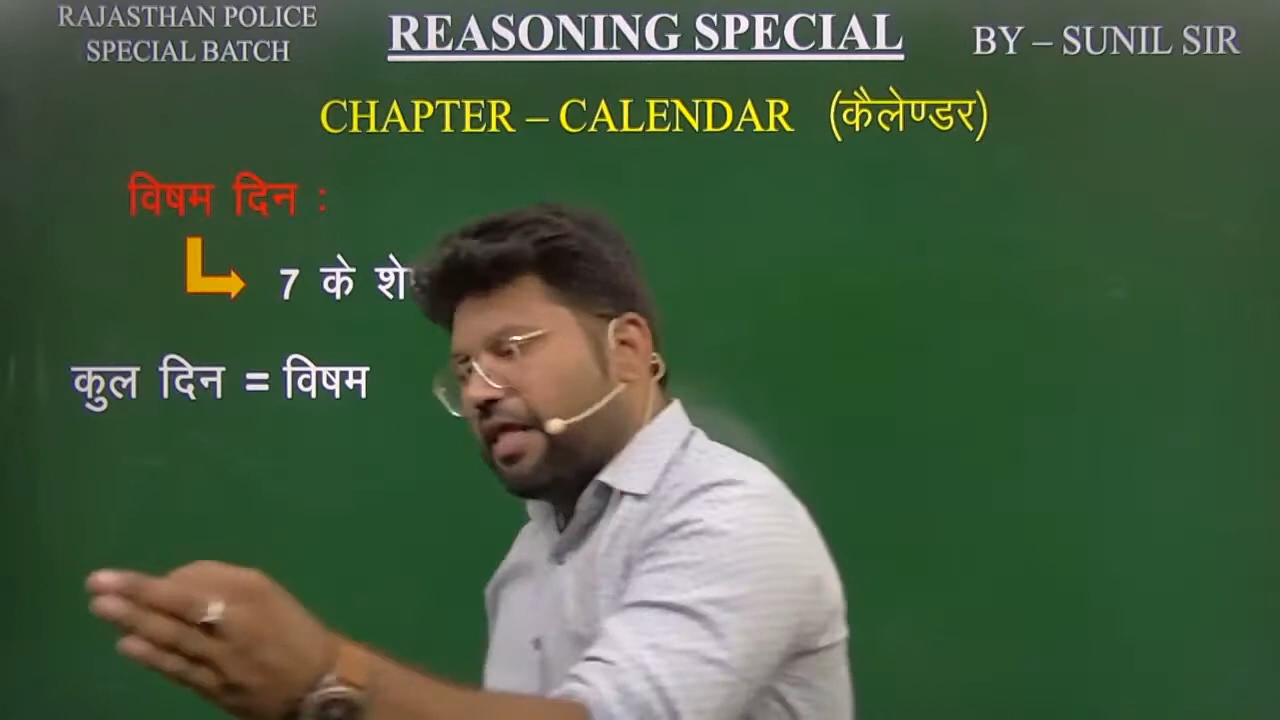 RAJASTHAN POLICE
SPECIAL BATCH
REASONING SPECIAL
BY – SUNIL SIR
CHAPTER – CALENDAR (कैलेण्डर)
विषम दिन :
7 के
कुल दिन = विषम